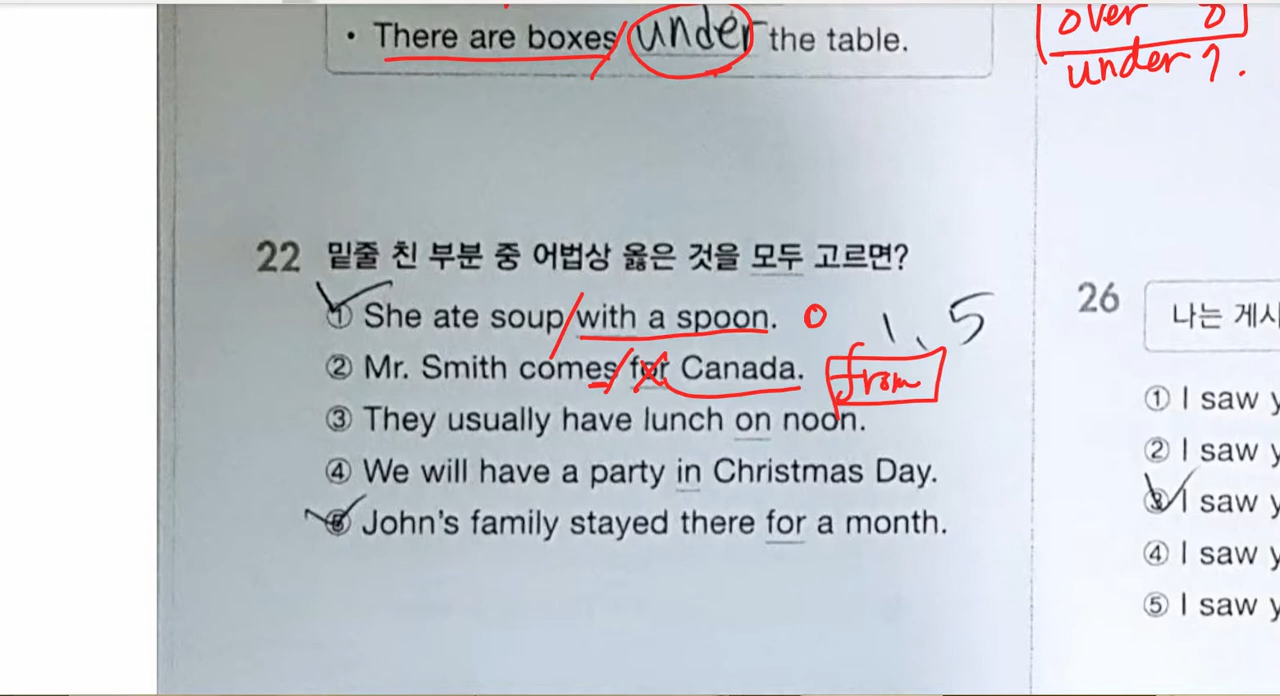 • There are boxes under the table.
over
under
22 밑줄 친 부분 중 어법상 옳은 것을 모두 고르면?
① She ate soup with a spoon. 1, 5
② Mr. Smith comes for Canada. from
③ They usually have lunch on noon.
④ We will have a party in Christmas Day.
⑤ John's family stayed there for a month.
26 나는 게시
① I saw y
② I saw y
③ I saw y
④ I saw y
⑤ I saw y